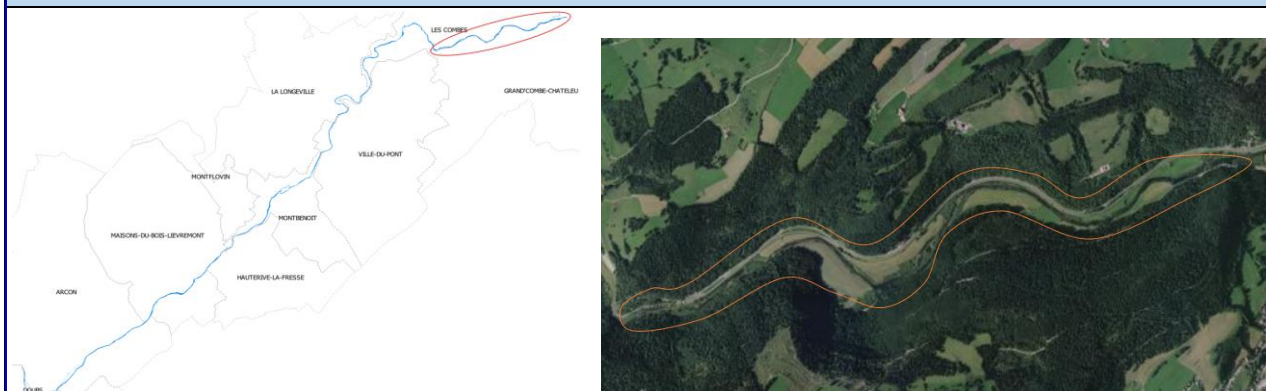 LES COMBES
LA LONGEVILLE
GRAND'COMBE-CHATELEU
VILLE-DU-PONT
MONTFLOVIN
MONTBENOIT
MAISONS-DU-BOIS-LIEVREMONT
HAUTERIVE-LA-FRESSE
ARCON
DOUBS